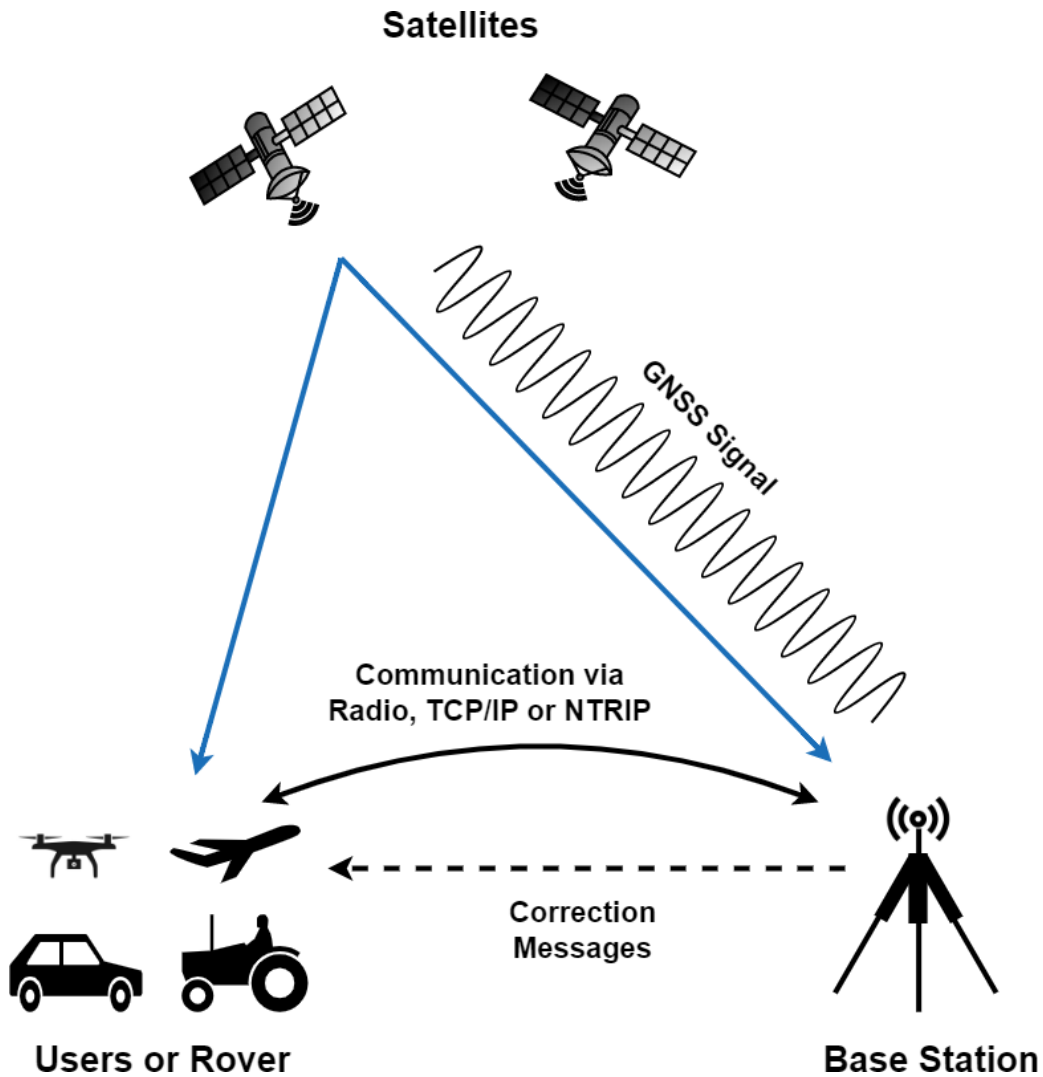 Satellites
GNSS Signal
Communication via
Radio, TCP/IP or NTRIP
Correction
Messages
Users or Rover
Base Station